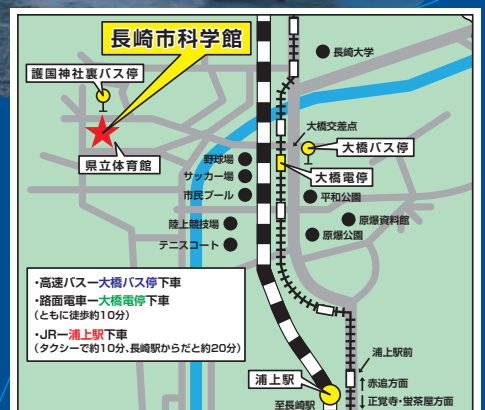 長崎市科学館
護国神社裏バス停
県立体育館
長崎大学
大橋交差点
大橋バス停
大橋電停
野球場
サッカー場
市民プール
平和公園
原爆資料館
原爆公園
陸上競技場
テニスコート
・高速バスー大橋バス停下車
・路面電車ー大橋電停下車
（ともに徒歩約10分）
・JRー浦上駅下車
（タクシーで約10分、長崎駅からだと約20分）
浦上駅前
浦上駅
赤迫方面
至長崎駅
正覚寺・蛍茶屋方面